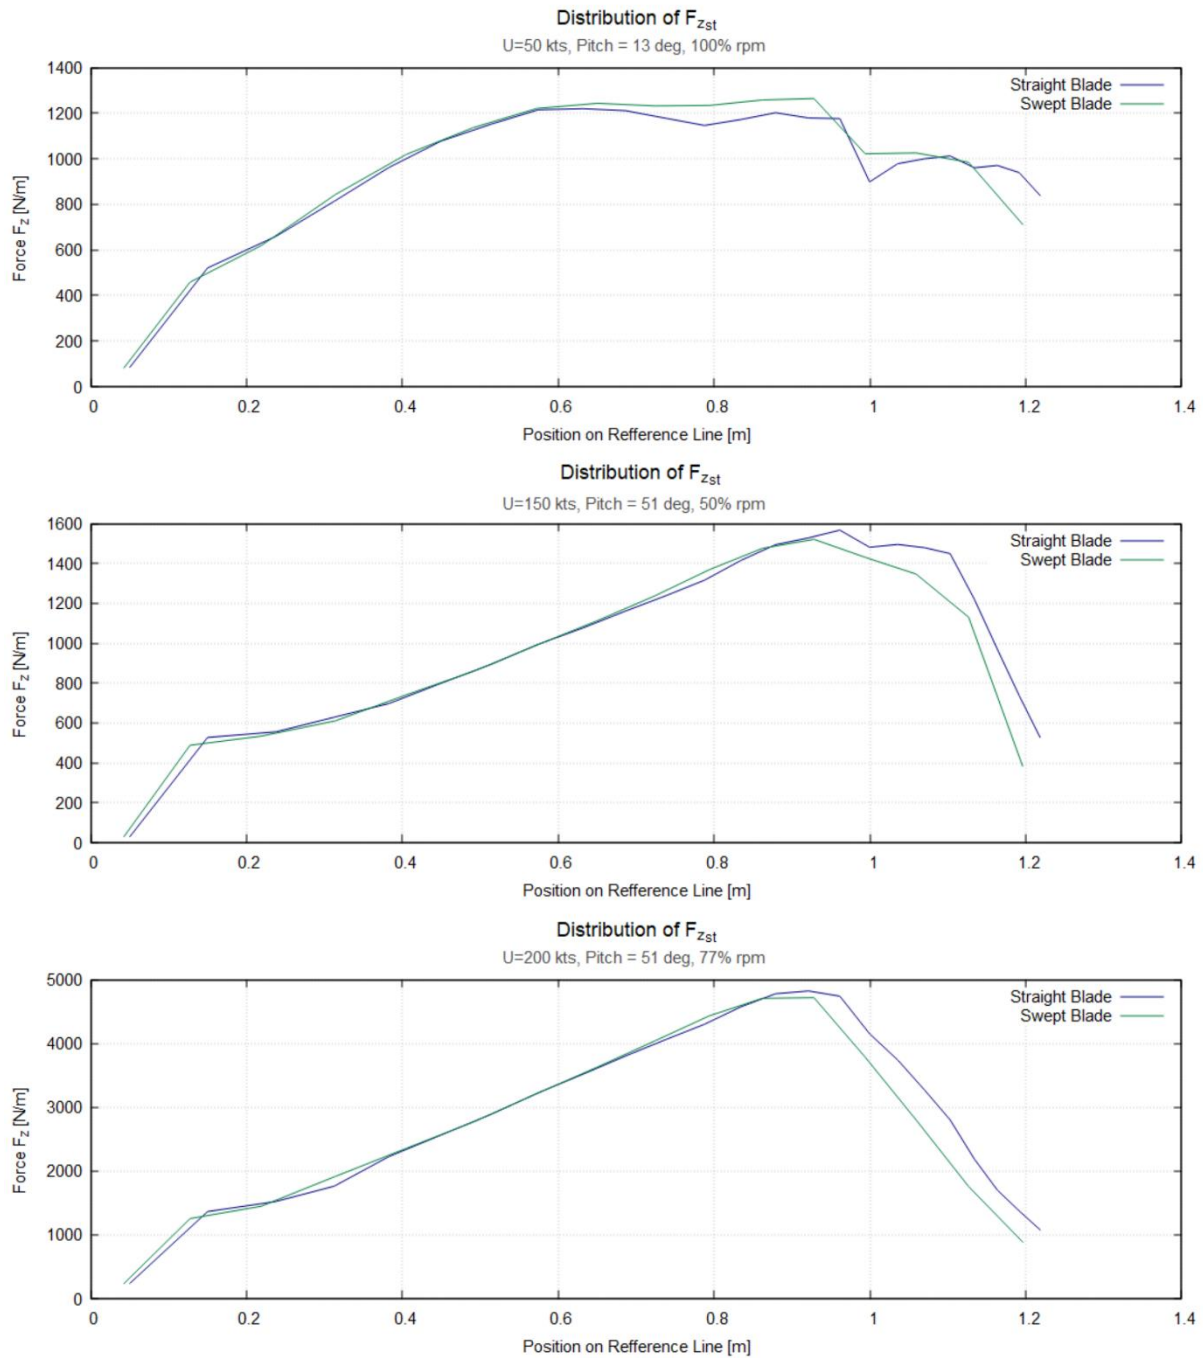 Distribution of F_zst
U=50 kts, Pitch = 13 deg, 100% rpm
1400
1200
1000
800
600
400
200
0
Force F_z [N/m]
Straight Blade
Swept Blade
0 0.2 0.4 0.6 0.8 1 1.2 1.4
Position on Refference Line [m]
Distribution of F_zst
U=150 kts, Pitch = 51 deg, 50% rpm
1600
1400
1200
1000
800
600
400
200
0
Force F_z [N/m]
Straight Blade
Swept Blade
0 0.2 0.4 0.6 0.8 1 1.2 1.4
Position on Refference Line [m]
Distribution of F_zst
U=200 kts, Pitch = 51 deg, 77% rpm
5000
4000
3000
2000
1000
0
Force F_z [N/m]
Straight Blade
Swept Blade
0 0.2 0.4 0.6 0.8 1 1.2 1.4
Position on Refference Line [m]